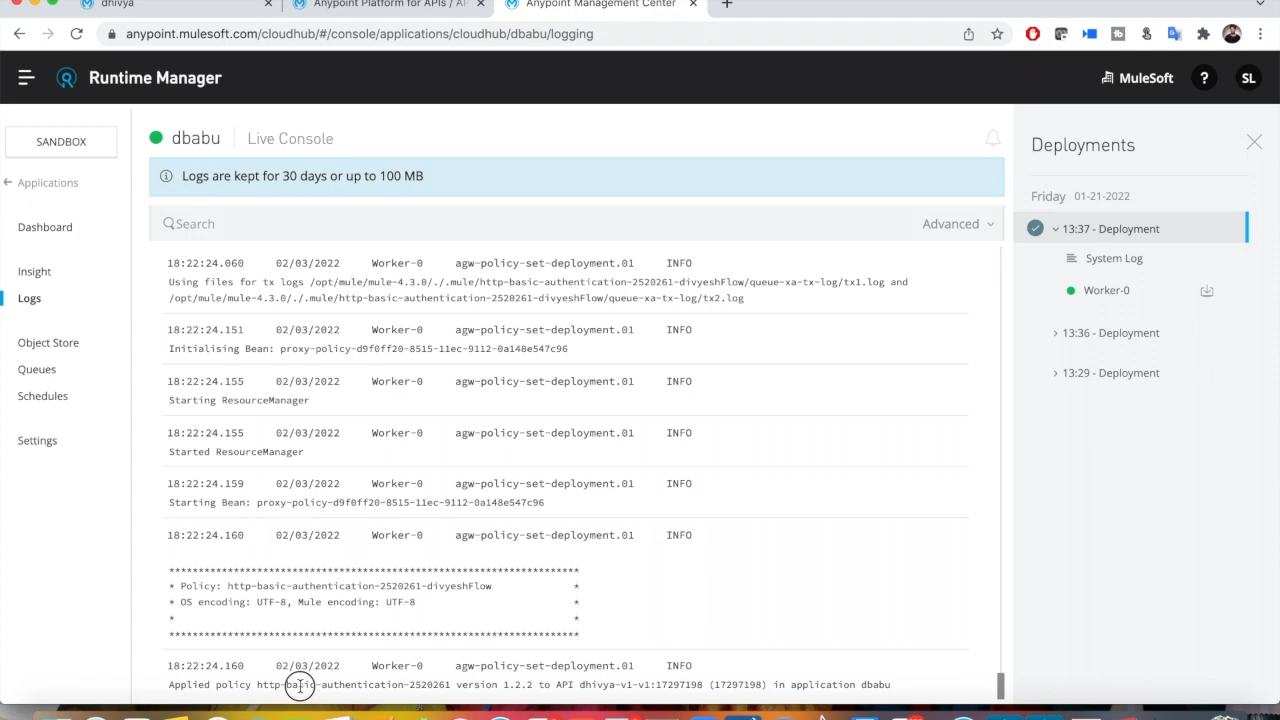 dhivya
Anypoint Platform for APIs / AP
Anypoint Management Center
anypoint.mulesoft.com/cloudhub/#/console/applications/cloudhub/dbabu/logging
Runtime Manager
MuleSoft
?
SL
SANDBOX
Applications
Dashboard
Insight
Logs
Object Store
Queues
Schedules
Settings
dbabu
Live Console
Logs are kept for 30 days or up to 100 MB
Search
Advanced
18:22:24.060 02/03/2022 Worker-0 agw-policy-set-deployment.01 INFO
Using files for tx logs /opt/mule/mule-4.3.0/./.mule/http-basic-authentication-2520261-divyeshFlow/queue-xa-tx-log/tx1.log and
/opt/mule/mule-4.3.0/./.mule/http-basic-authentication-2520261-divyeshFlow/queue-xa-tx-log/tx2.log
18:22:24.151 02/03/2022 Worker-0 agw-policy-set-deployment.01 INFO
Initialising Bean: proxy-policy-d9f0ff20-8515-11ec-9112-0a148e547c96
18:22:24.155 02/03/2022 Worker-0 agw-policy-set-deployment.01 INFO
Starting ResourceManager
18:22:24.155 02/03/2022 Worker-0 agw-policy-set-deployment.01 INFO
Started ResourceManager
18:22:24.159 02/03/2022 Worker-0 agw-policy-set-deployment.01 INFO
Starting Bean: proxy-policy-d9f0ff20-8515-11ec-9112-0a148e547c96
18:22:24.160 02/03/2022 Worker-0 agw-policy-set-deployment.01 INFO
**********************************************************************
* Policy: http-basic-authentication-2520261-divyeshFlow *
* OS encoding: UTF-8, Mule encoding: UTF-8 *
* *
**********************************************************************
18:22:24.160 02/03/2022 Worker-0 agw-policy-set-deployment.01 INFO
Applied policy http-basic-authentication-2520261 version 1.2.2 to API dhivya-v1-v1:17297198 (17297198) in application dbabu
Deployments
Friday 01-21-2022
13:37 - Deployment
System Log
Worker-0
13:36 - Deployment
13:29 - Deployment